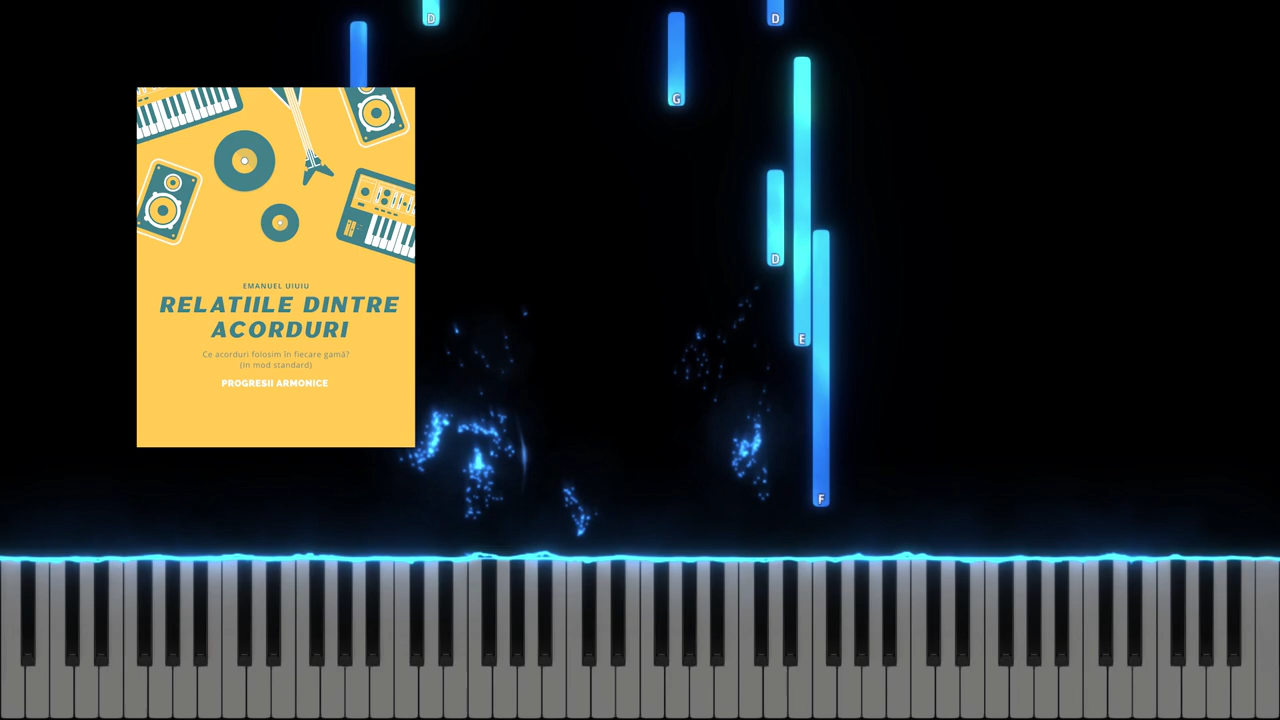 D
D
G
D
E
F
EMANUEL UIUIU
RELATIILE DINTRE
ACORDURI
Ce acorduri folosim în fiecare gamă?
(In mod standard)
PROGRESII ARMONICE